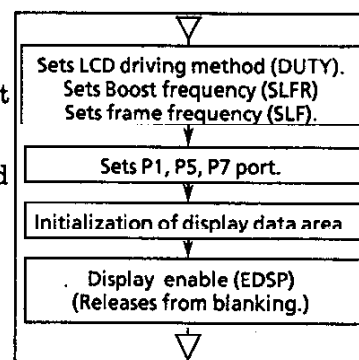 Sets LCD driving method (DUTY).
t
Sets Boost frequency (SLFR)
Sets frame frequency (SLF).
Sets P1, P5, P7 port.
d
Initialization of display data area
Display enable (EDSP)
(Releases from blanking.)